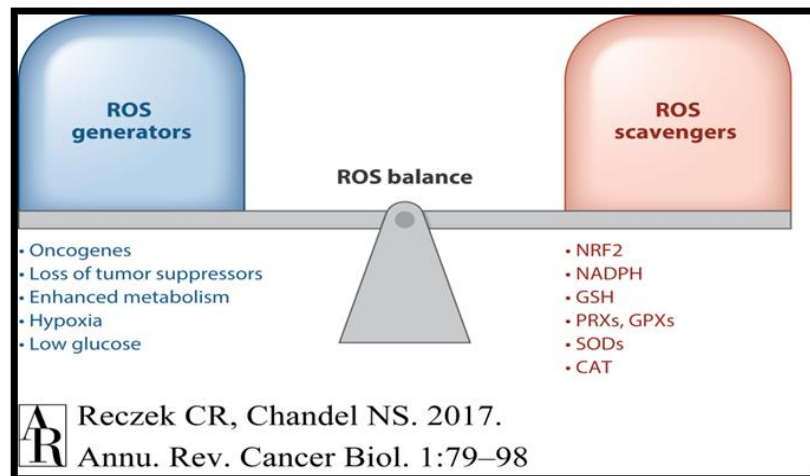 ROS
generators
ROS
scavengers
ROS balance
• Oncogenes
• Loss of tumor suppressors
• Enhanced metabolism
• Hypoxia
• Low glucose
• NRF2
• NADPH
• GSH
• PRXs, GPXs
• SODs
• CAT
AR Reczek CR, Chandel NS. 2017.
Annu. Rev. Cancer Biol. 1:79–98